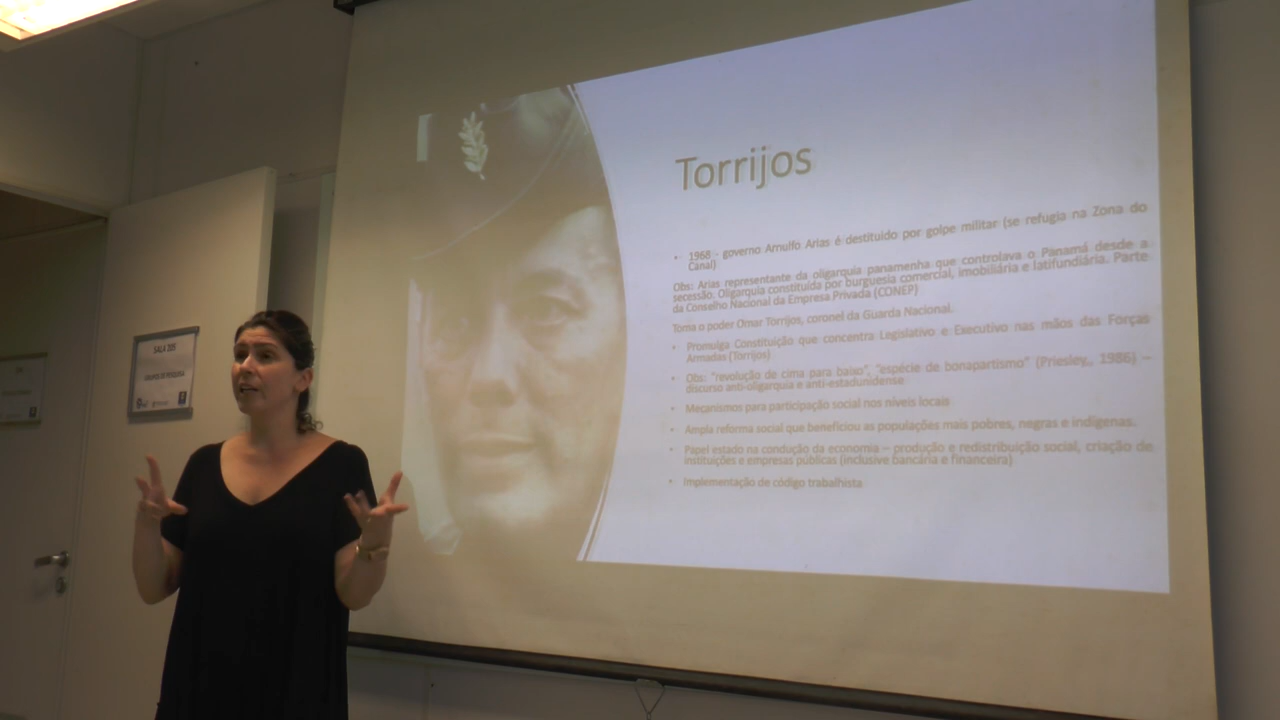 Torrijos
• 1968 - governo Arnulfo Arias é destituído por golpe militar (se refugia na Zona do
Canal)
Obs: Arias representante da oligarquia panamenha que controlava o Panamá desde a
secessão. Oligarquia constituída por burguesia comercial, imobiliária e latifundiária. Parte
da Conselho Nacional da Empresa Privada (CONEP)
Toma o poder Omar Torrijos, coronel da Guarda Nacional.
• Promulga Constituição que concentra Legislativo e Executivo nas mãos das Forças
Armadas (Torrijos)
• Obs: "revolução de cima para baixo", "espécie de bonapartismo" (Priesley,, 1986) –
discurso anti-oligarquia e anti-estadunidense
• Mecanismos para participação social nos níveis locais
• Ampla reforma social que beneficiou as populações mais pobres, negras e indígenas.
• Papel estado na condução da economia – produção e redistribuição social, criação de
instituições e empresas públicas (inclusive bancária e financeira)
• Implementação de código trabalhista
SALA 305
GRUPOS DE PESQUISA